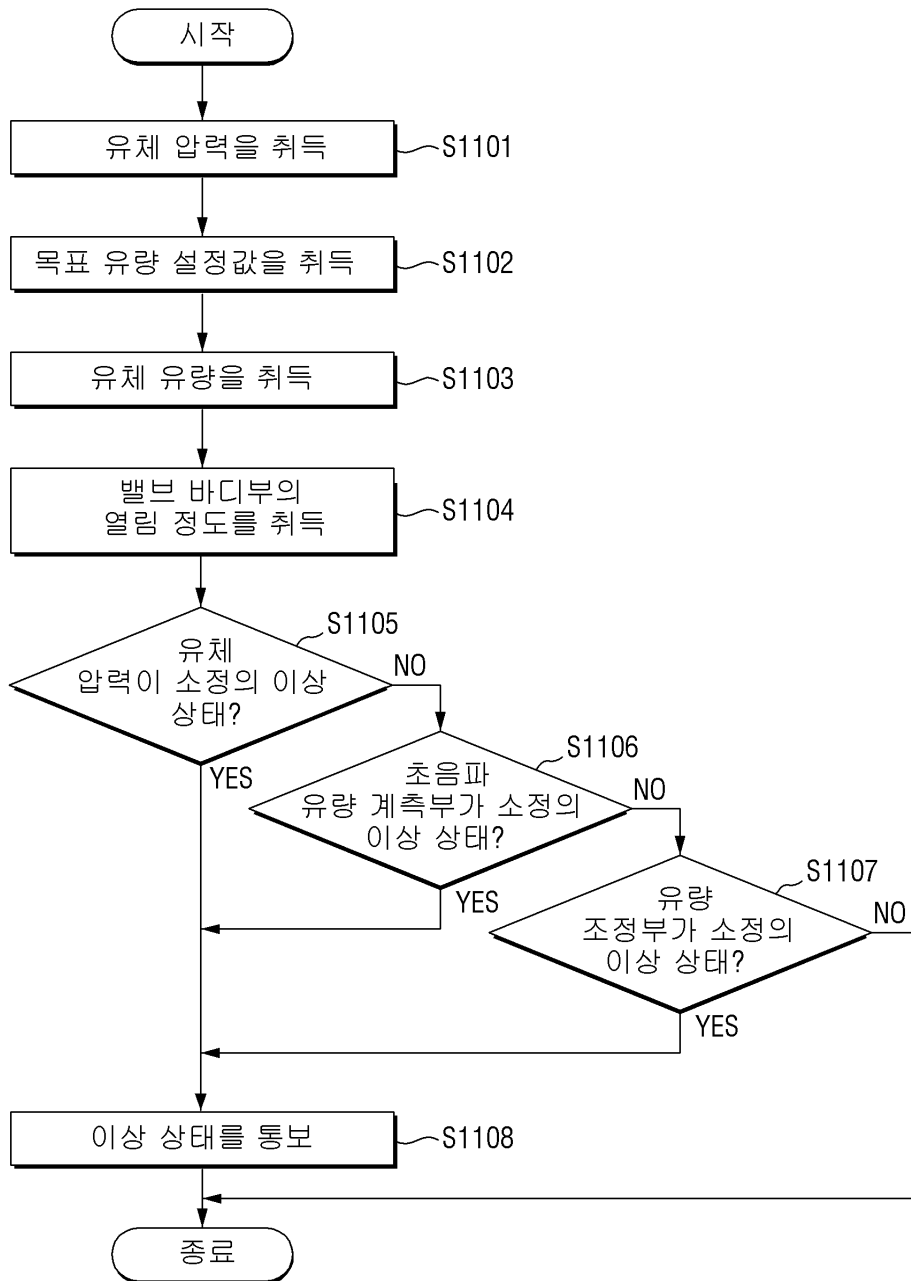 시작
유체 압력을 취득
S1101
목표 유량 설정값을 취득
S1102
유체 유량을 취득
S1103
밸브 바디부의
열림 정도를 취득
S1104
S1105
유체
압력이 소정의 이상
상태?
NO
YES
S1106
초음파
유량 계측부가 소정의
이상 상태?
NO
YES
S1107
유량
조정부가 소정의
이상 상태?
NO
YES
이상 상태를 통보
S1108
종료